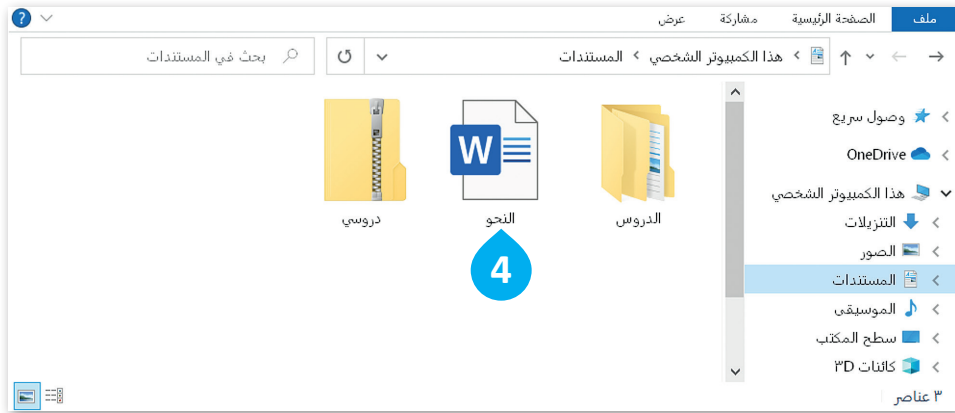 ملف الصفحة الرئيسية مشاركة عرض ?
هذا الكمبيوتر الشخصي المستندات
بحث في المستندات
وصول سريع
OneDrive
هذا الكمبيوتر الشخصي
التنزيلات
الصور
المستندات
الموسيقى
سطح المكتب
كائنات ٣D
الدروس
W
النحو
4
دروسي
٣ عناصر